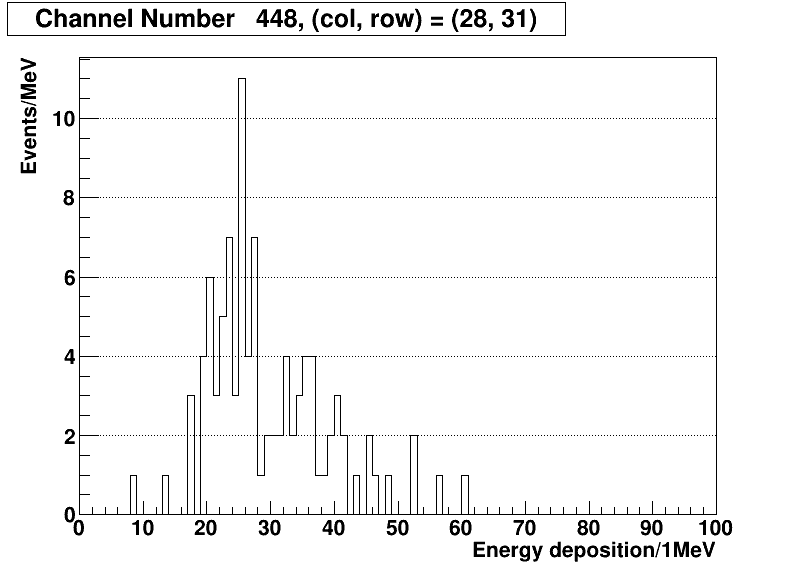 Channel Number 448, (col, row) = (28, 31)
Events/MeV
10
8
6
4
2
0
0 10 20 30 40 50 60 70 80 90 100
Energy deposition/1MeV